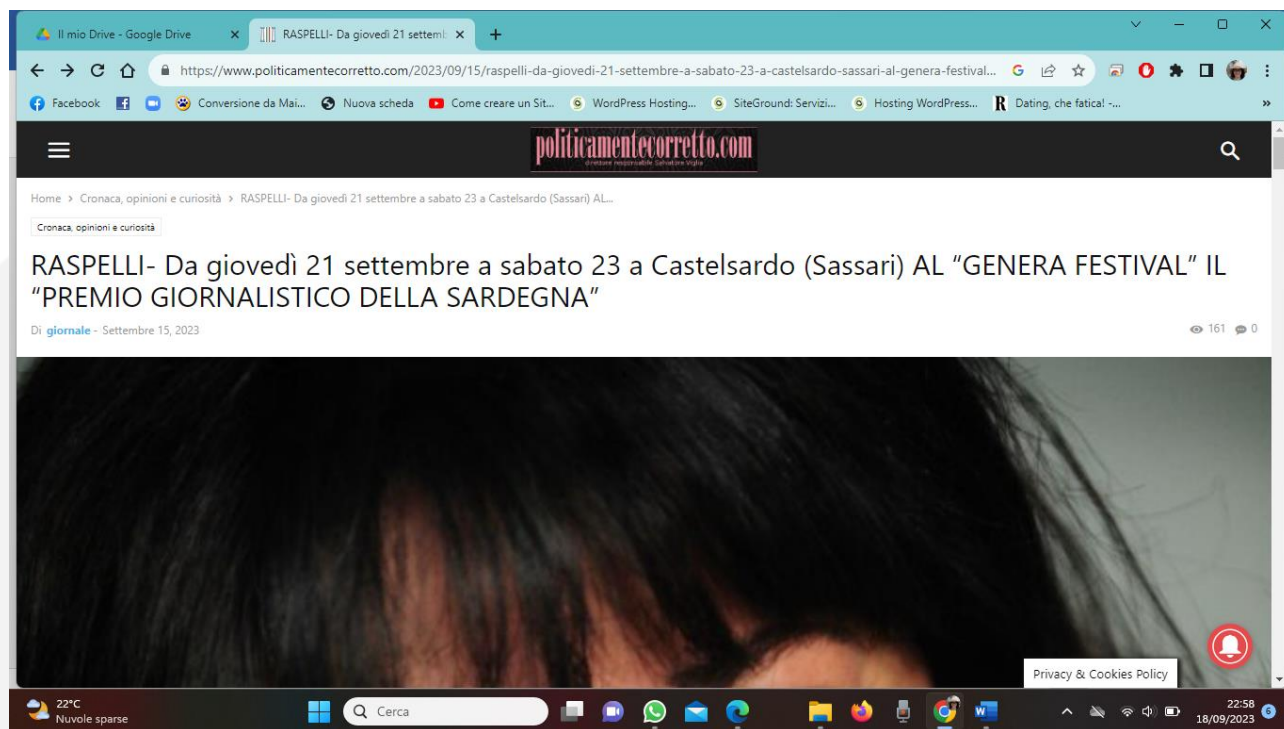 Il mio Drive - Google Drive
RASPELLI- Da giovedì 21 settemb
https://www.politicamentecorretto.com/2023/09/15/raspelli-da-giovedi-21-settembre-a-sabato-23-a-castelsardo-sassari-al-genera-festival...
Facebook
Conversione da Mai...
Nuova scheda
Come creare un Sit...
WordPress Hosting...
SiteGround: Servizi...
Hosting WordPress...
Dating, che fatica! -...
»
politicamentecorretto.com
direttore responsabile Salvatore Viglia
Home > Cronaca, opinioni e curiosità > RASPELLI- Da giovedì 21 settembre a sabato 23 a Castelsardo (Sassari) AL...
Cronaca, opinioni e curiosità
RASPELLI- Da giovedì 21 settembre a sabato 23 a Castelsardo (Sassari) AL “GENERA FESTIVAL” IL
“PREMIO GIORNALISTICO DELLA SARDEGNA”
Di giornale - Settembre 15, 2023
161 0
Privacy & Cookies Policy
22°C
Nuvole sparse
Cerca
22:58
18/09/2023
6